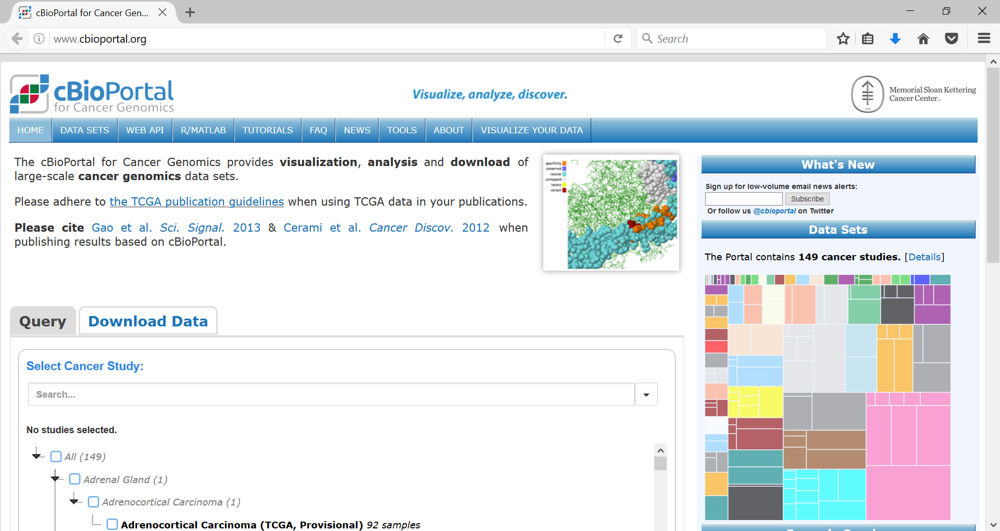 cBioPortal for Cancer Gen...
www.cbioportal.org
Search
cBioPortal
for Cancer Genomics
Visualize, analyze, discover.
Memorial Sloan Kettering
Cancer Center™
1884
HOME DATA SETS WEB API R/MATLAB TUTORIALS FAQ NEWS TOOLS ABOUT VISUALIZE YOUR DATA
The cBioPortal for Cancer Genomics provides visualization, analysis and download of
large-scale cancer genomics data sets.
Please adhere to the TCGA publication guidelines when using TCGA data in your publications.
Please cite Gao et al. Sci. Signal. 2013 & Cerami et al. Cancer Discov. 2012 when
publishing results based on cBioPortal.
specificity
conserved
neutral
unmapped
hetero
variant
What's New
Sign up for low-volume email news alerts:
Subscribe
Or follow us @cbioportal on Twitter
Data Sets
The Portal contains 149 cancer studies. [Details]
Query
Download Data
Select Cancer Study:
Search...
No studies selected.
All (149)
Adrenal Gland (1)
Adrenocortical Carcinoma (1)
Adrenocortical Carcinoma (TCGA, Provisional) 92 samples